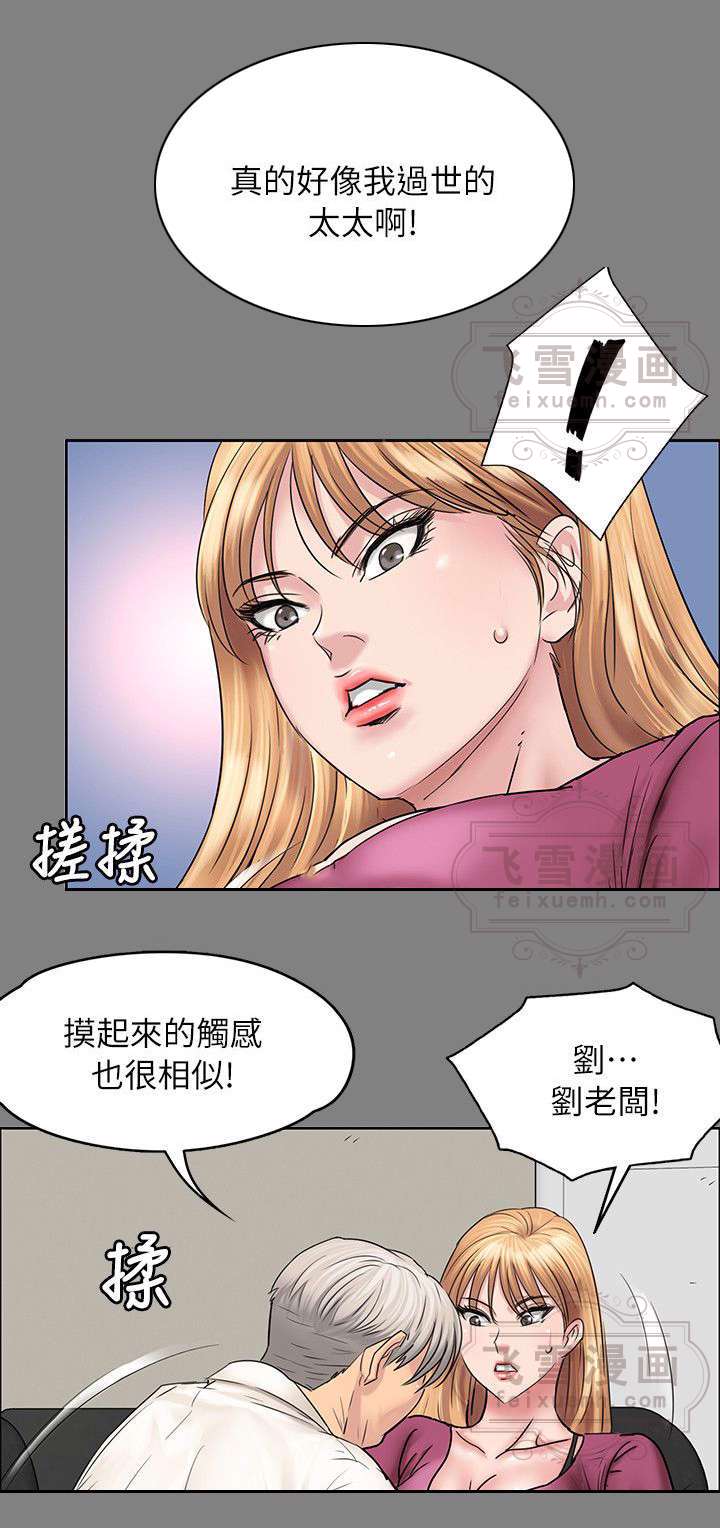 真的好像我過世的
太太啊!
!
飞雪漫画
feixuemh.com
搓揉
飞雪漫画
feixuemh.com
摸起來的觸感
也很相似!
劉…
劉老闆!
揉
飞雪漫画
feixuemh.com